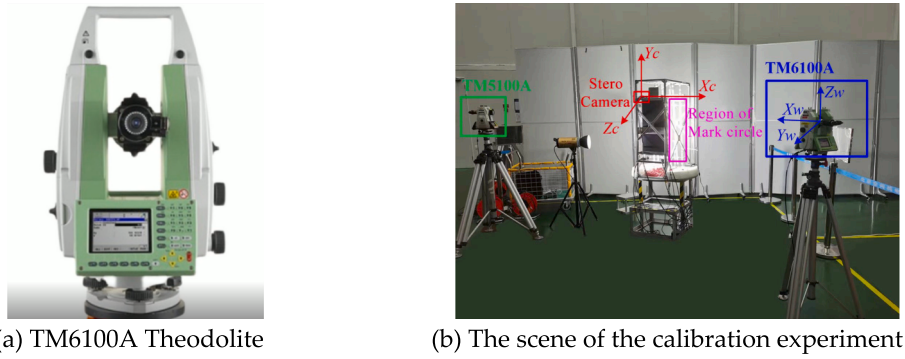 TM5100A
Stero
Camera
Yc
Xc
Zc
Region of
Mark circle
TM6100A
Zw
Xw
Yw
(a) TM6100A Theodolite
(b) The scene of the calibration experiment